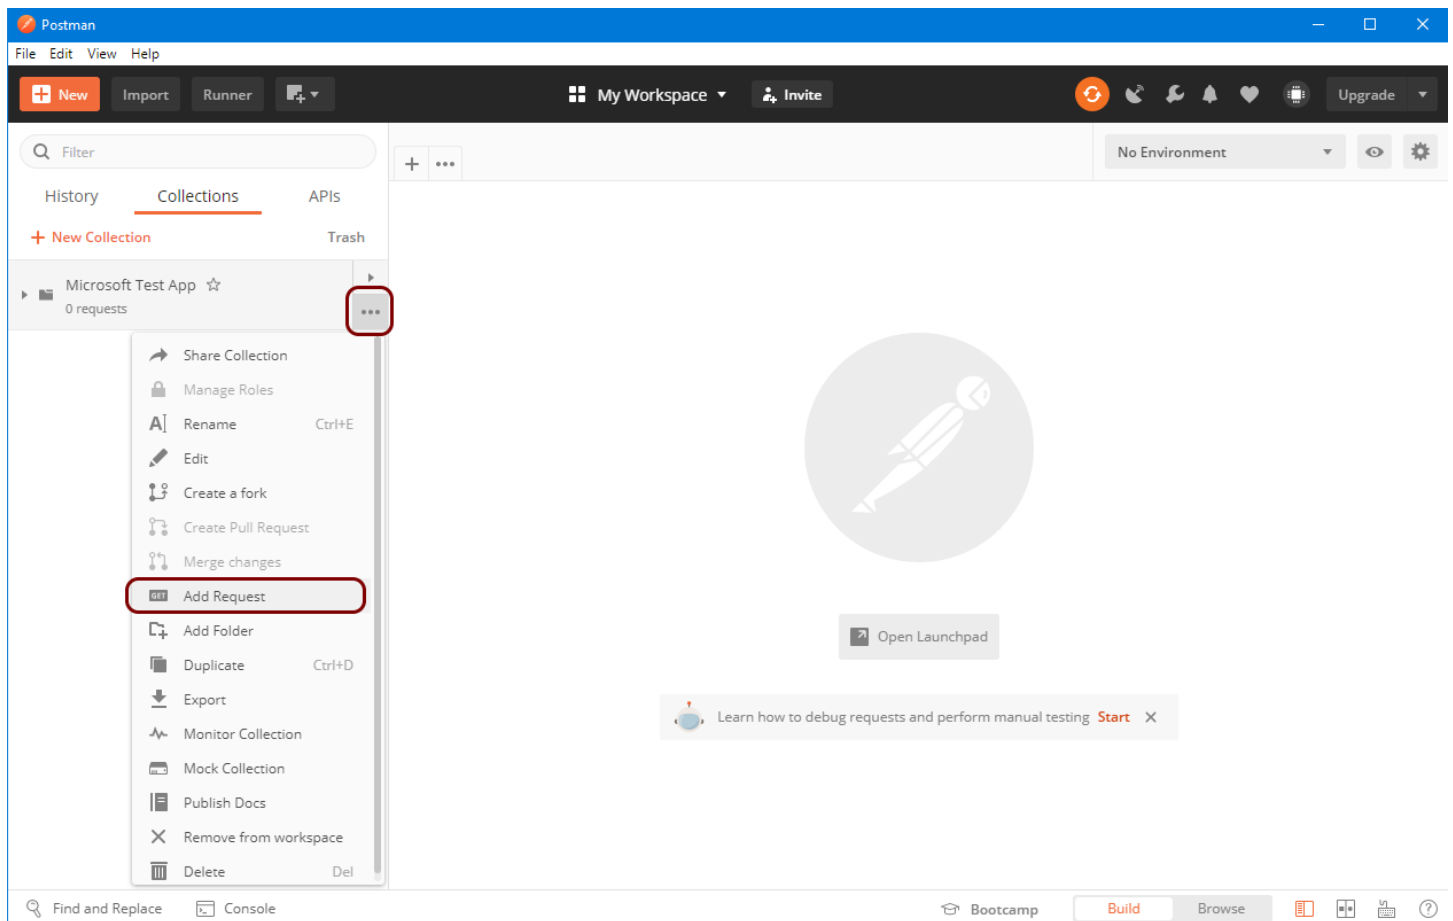 Postman
File Edit View Help
New Import Runner My Workspace Invite Upgrade
Filter
No Environment
History Collections APIs
New Collection Trash
Microsoft Test App
0 requests
Share Collection
Manage Roles
Rename Ctrl+E
Edit
Create a fork
Create Pull Request
Merge changes
GET Add Request
Add Folder
Duplicate Ctrl+D
Export
Monitor Collection
Mock Collection
Publish Docs
Remove from workspace
Delete Del
Open Launchpad
Learn how to debug requests and perform manual testing Start
Find and Replace Console Bootcamp Build Browse